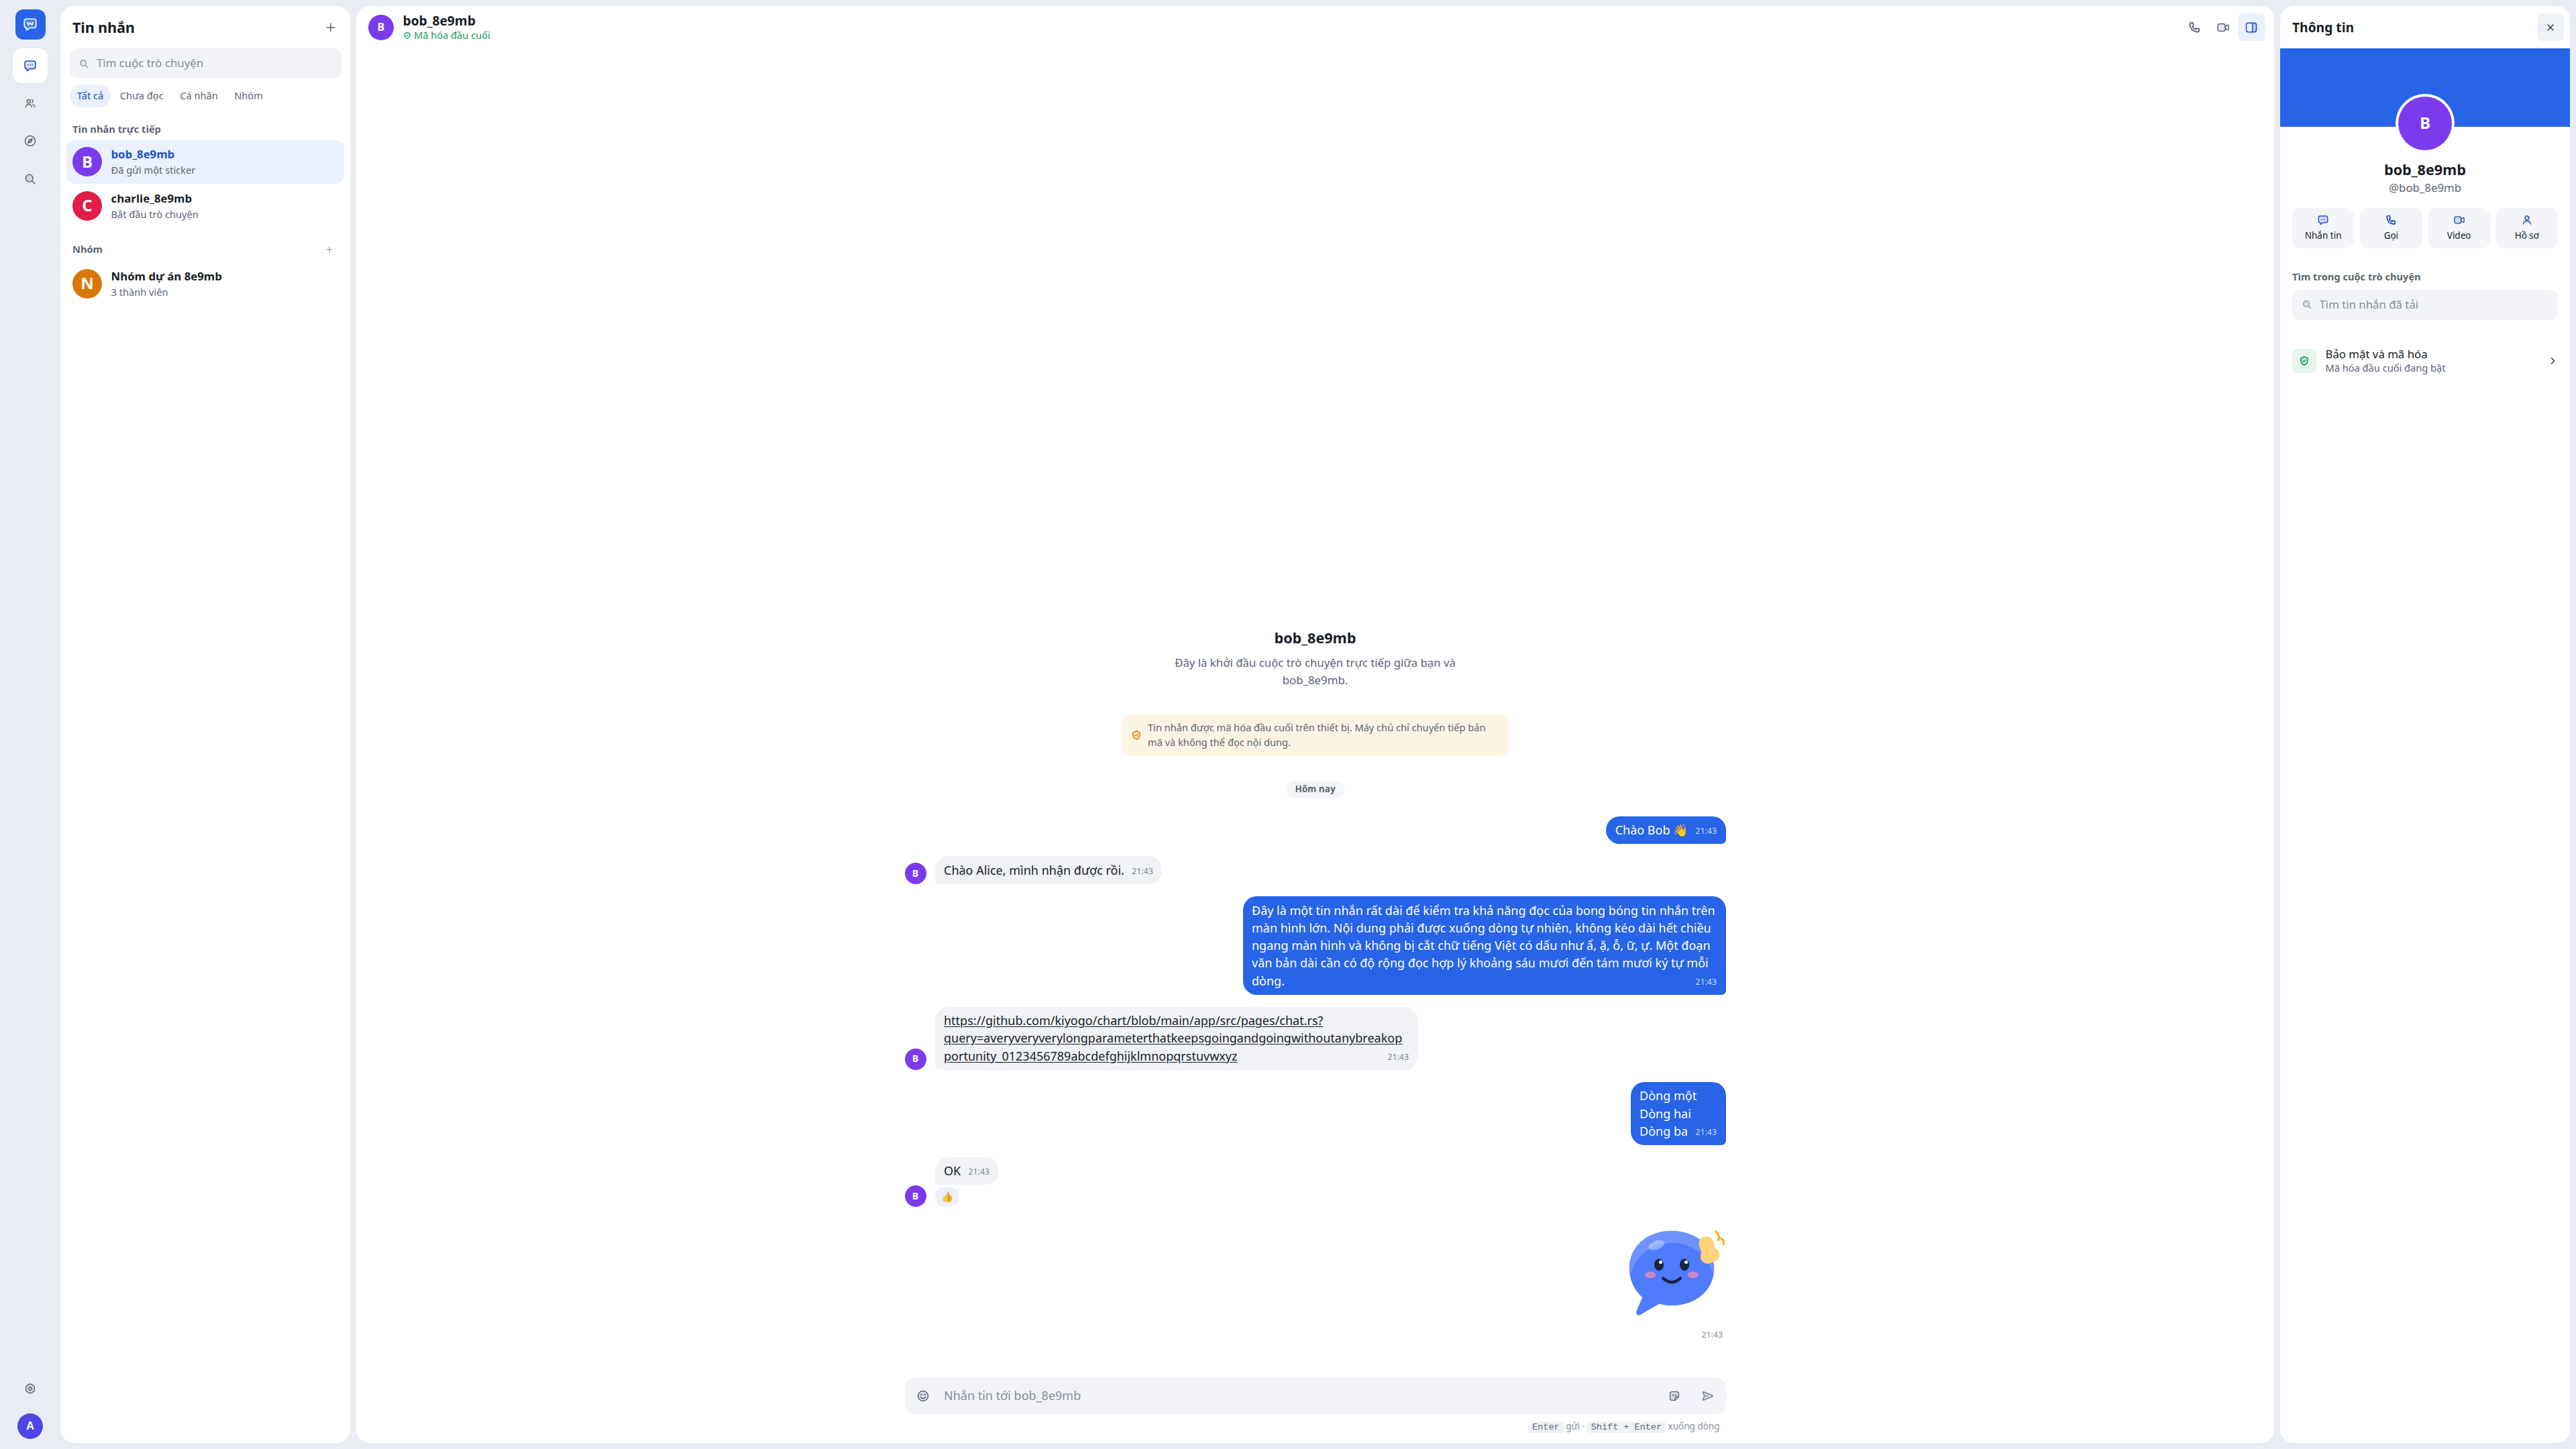 Tin nhắn
Tìm cuộc trò chuyện
Tất cả
Chưa đọc
Cá nhân
Nhóm
Tin nhắn trực tiếp
B
bob_8e9mb
Đã gửi một sticker
C
charlie_8e9mb
Bắt đầu trò chuyện
Nhóm
N
Nhóm dự án 8e9mb
3 thành viên
A
B
bob_8e9mb
Mã hóa đầu cuối
bob_8e9mb
Đây là khởi đầu cuộc trò chuyện trực tiếp giữa bạn và
bob_8e9mb.
Tin nhắn được mã hóa đầu cuối trên thiết bị. Máy chủ chỉ chuyển tiếp bản
mã và không thể đọc nội dung.
Hôm nay
Chào Bob 👋 21:43
B
Chào Alice, mình nhận được rồi. 21:43
Đây là một tin nhắn rất dài để kiểm tra khả năng đọc của bong bóng tin nhắn trên
màn hình lớn. Nội dung phải được xuống dòng tự nhiên, không kéo dài hết chiều
ngang màn hình và không bị cắt chữ tiếng Việt có dấu như ẩ, ặ, ỗ, ữ, ự. Một đoạn
văn bản dài cần có độ rộng đọc hợp lý khoảng sáu mươi đến tám mươi ký tự mỗi
dòng. 21:43
https://github.com/kiyogo/chart/blob/main/app/src/pages/chat.rs?
query=averyveryverylongparameterthatkeepsgoingandgoingwithoutanybreakop
portunity_0123456789abcdefghijklmnopqrstuvwxyz 21:43
B
Dòng một
Dòng hai
Dòng ba 21:43
OK 21:43
B
👍
21:43
Nhắn tin tới bob_8e9mb
Enter gửi · Shift + Enter xuống dòng
Thông tin
B
bob_8e9mb
@bob_8e9mb
Nhắn tin
Gọi
Video
Hồ sơ
Tìm trong cuộc trò chuyện
Tìm tin nhắn đã tải
Bảo mật và mã hóa
Mã hóa đầu cuối đang bật